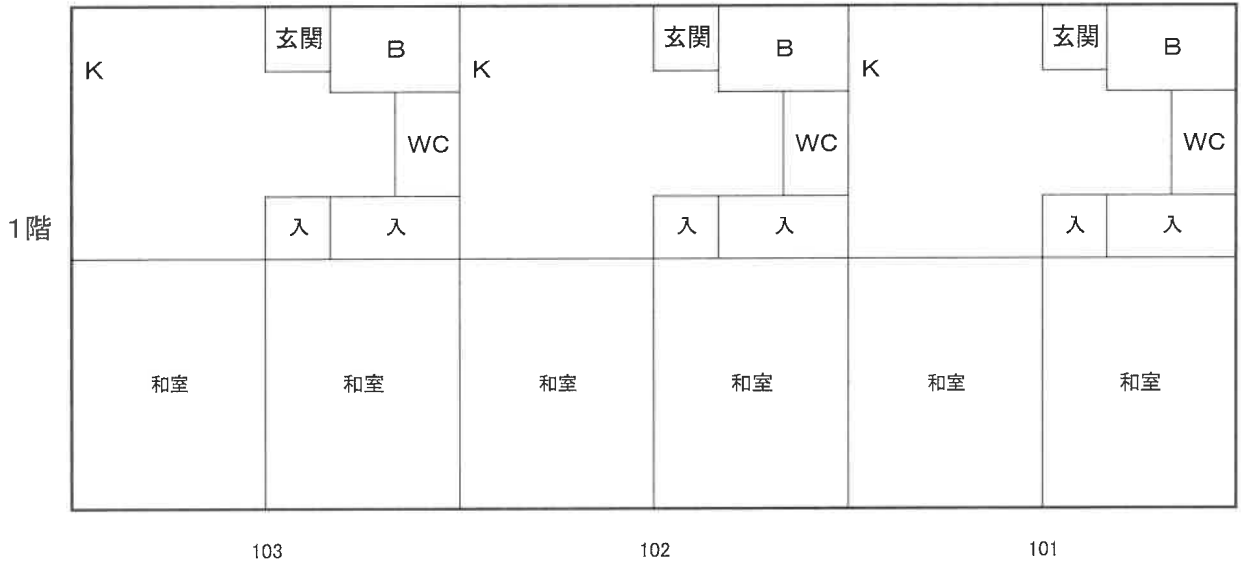 玄関 B 玄関 B 玄関 B
K K K
WC WC WC
1階
入 入 入 入 入 入
和室 和室 和室 和室 和室 和室
103 102 101